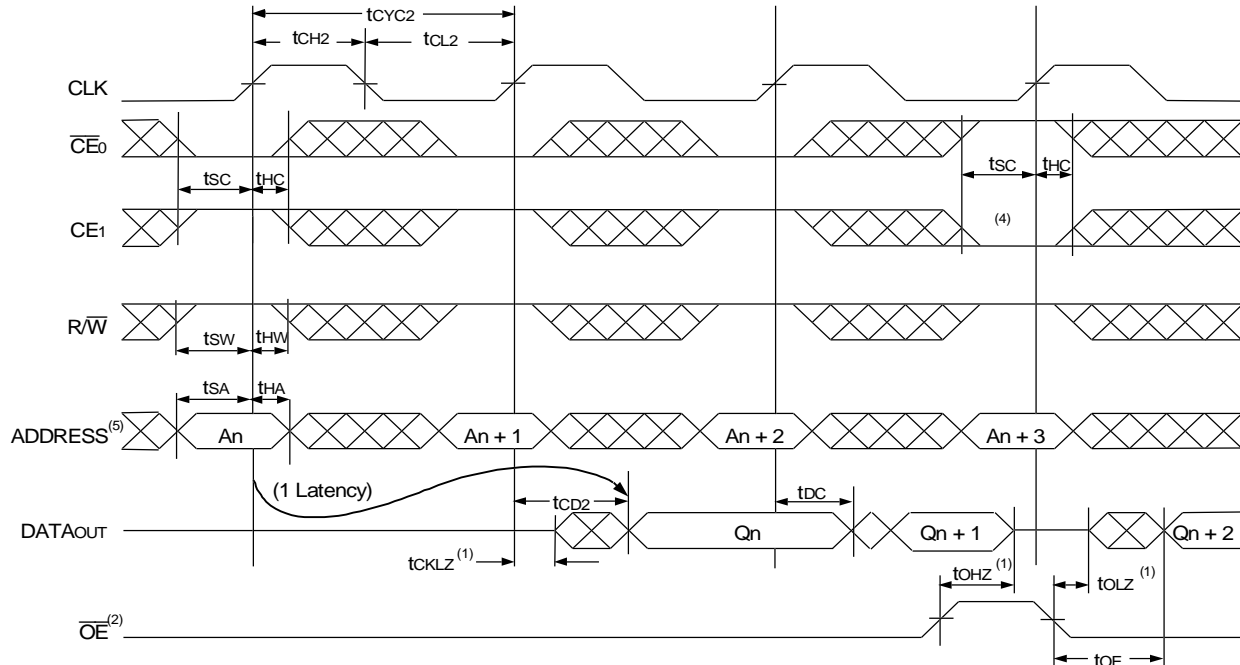 tCYC2
tCH2
tCL2
CLK
CE0
tSC
tHC
tSC
tHC
CE1
(4)
R/W
tSW
tHW
tSA
tHA
ADDRESS(5)
An
An + 1
An + 2
An + 3
(1 Latency)
tCD2
tDC
DATAOUT
Qn
Qn + 1
Qn + 2
tCKLZ(1)
tOHZ(1)
tOLZ(1)
OE(2)
tOE